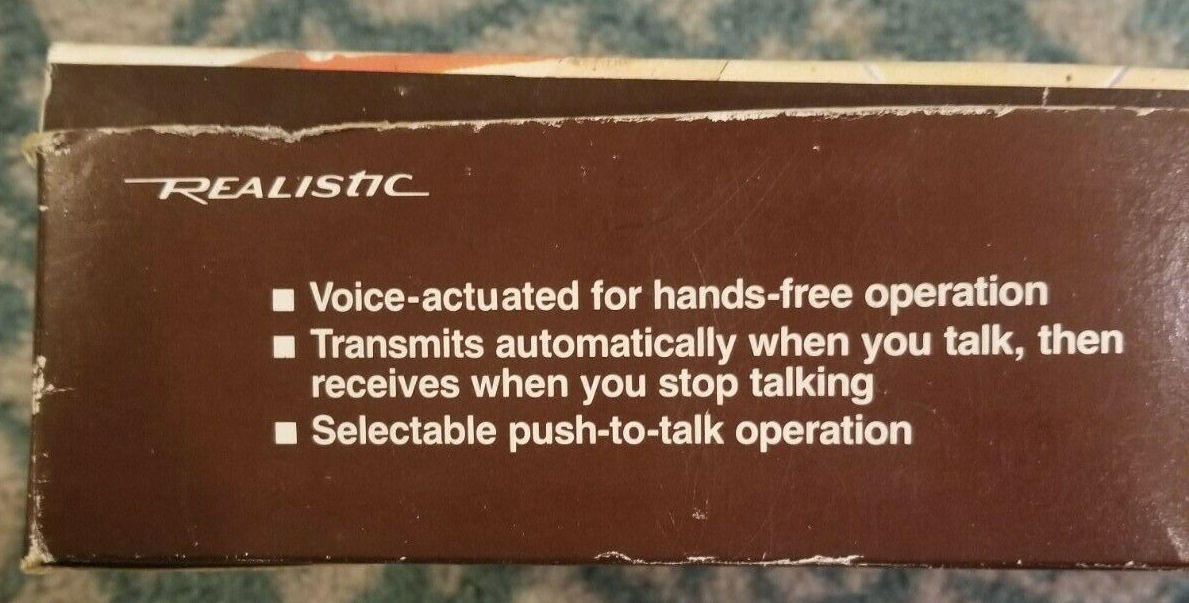 REALISTIC
■ Voice-actuated for hands-free operation
■ Transmits automatically when you talk, then
receives when you stop talking
■ Selectable push-to-talk operation